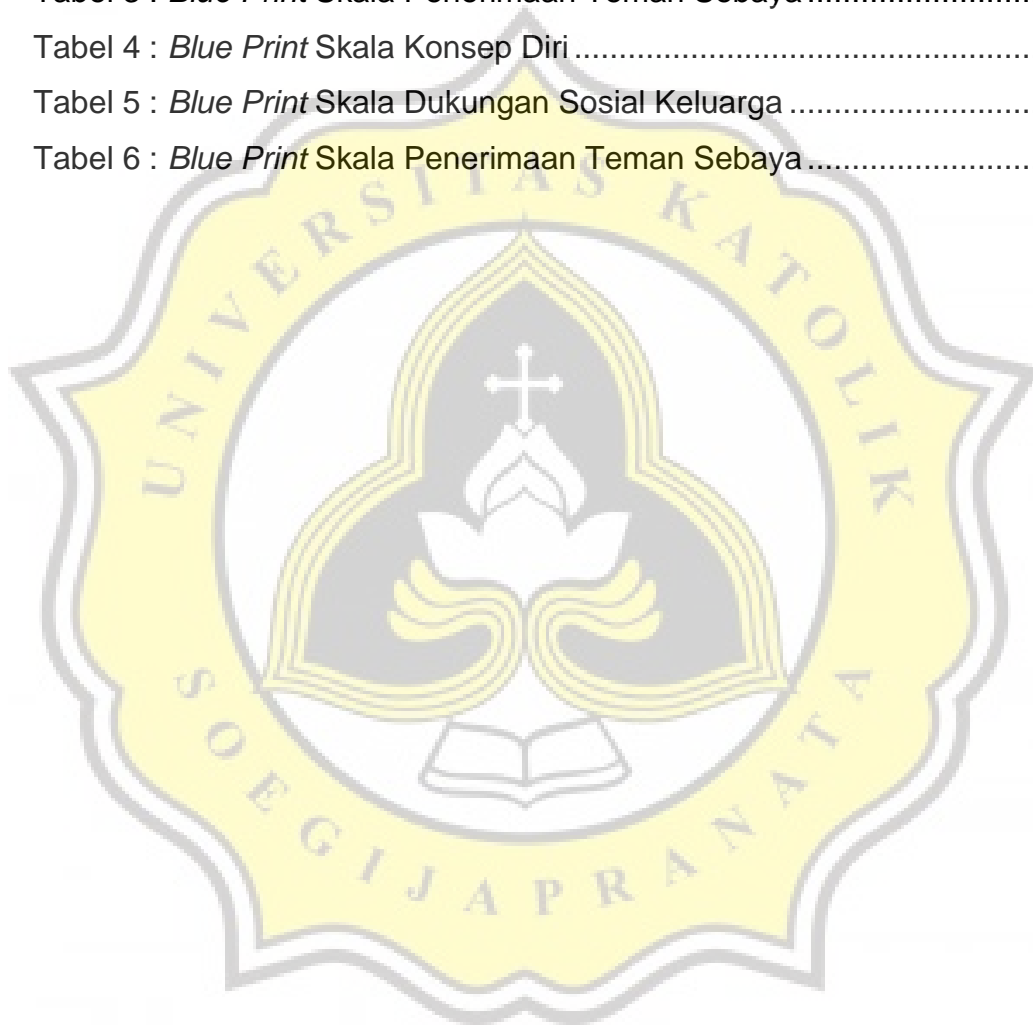 Tabel 3 : Blue Print Skala Penerimaan Teman Sebaya..........................
Tabel 4 : Blue Print Skala Konsep Diri....................................................
Tabel 5 : Blue Print Skala Dukungan Sosial Keluarga ...........................
Tabel 6 : Blue Print Skala Penerimaan Teman Sebaya.........................
UNIVERSITAS KATOLIK
SOEGIJAPRANATA